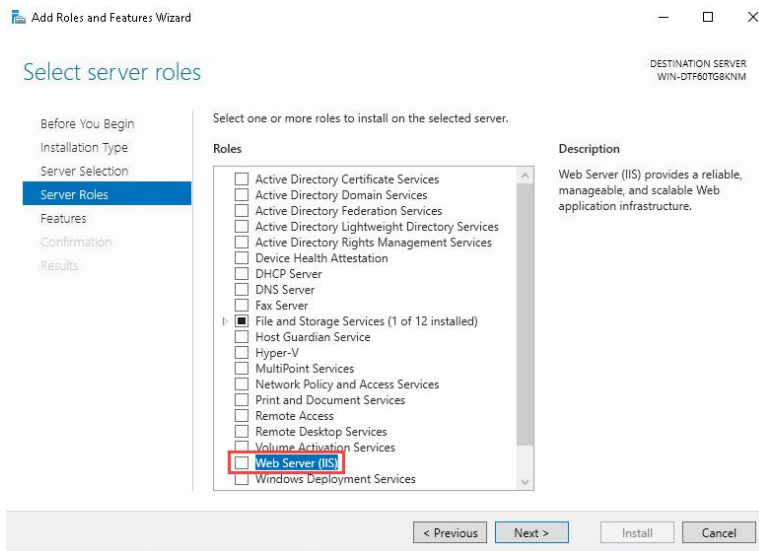 Add Roles and Features Wizard
Select server roles
DESTINATION SERVER
WIN-DTF60TG8KNM
Before You Begin
Installation Type
Server Selection
Server Roles
Features
Confirmation
Results
Select one or more roles to install on the selected server.
Roles
Active Directory Certificate Services
Active Directory Domain Services
Active Directory Federation Services
Active Directory Lightweight Directory Services
Active Directory Rights Management Services
Device Health Attestation
DHCP Server
DNS Server
Fax Server
File and Storage Services (1 of 12 installed)
Host Guardian Service
Hyper-V
MultiPoint Services
Network Policy and Access Services
Print and Document Services
Remote Access
Remote Desktop Services
Volume Activation Services
Web Server (IIS)
Windows Deployment Services
Description
Web Server (IIS) provides a reliable,
manageable, and scalable Web
application infrastructure.
< Previous
Next >
Install
Cancel